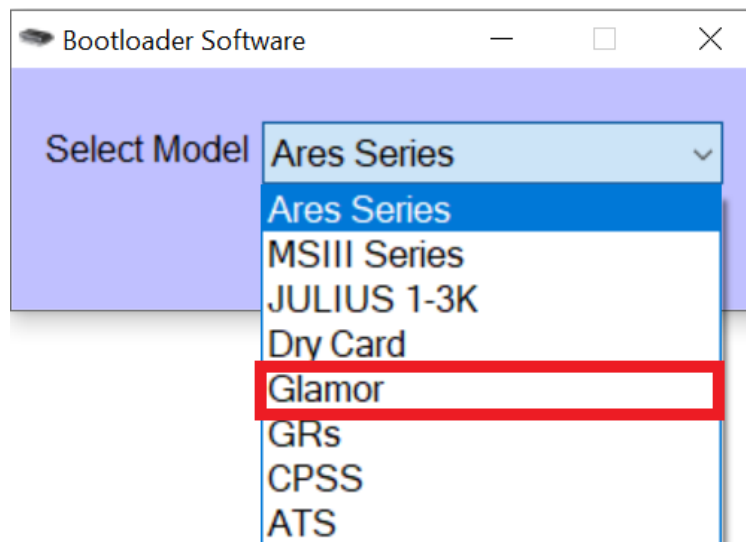 Bootloader Software
Select Model Ares Series
Ares Series
MSIII Series
JULIUS 1-3K
Dry Card
Glamor
GRs
CPSS
ATS